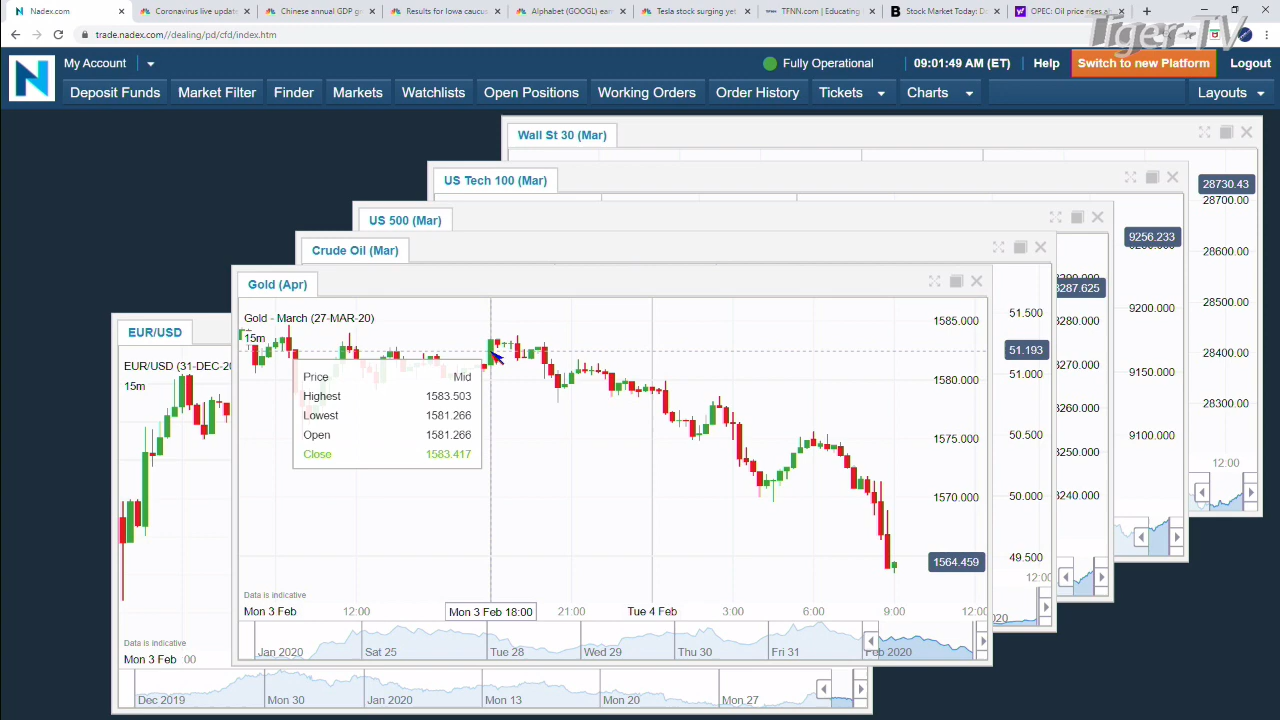 Nadex.com
Coronavirus live updat
Chinese annual GDP g
Results for Iowa caucus
Alphabet (GOOGL) ear
Tesla stock surging yet
TFNN.com | Educating
Stock Market Today: D
OPEC: Oil price rises a
Tiger-TV
trade.nadex.com//dealing/pd/cfd/index.htm
N
My Account
Fully Operational
09:01:49 AM (ET)
Help
Switch to new Platform
Logout
Deposit Funds
Market Filter
Finder
Markets
Watchlists
Open Positions
Working Orders
Order History
Tickets
Charts
Layouts
Wall St 30 (Mar)
28730.43
28700.00
28600.00
28500.00
28400.00
28300.00
12:00
US Tech 100 (Mar)
9256.233
9200.000
9150.000
9100.000
US 500 (Mar)
3287.625
3280.000
3270.000
3260.000
3250.000
3240.000
Crude Oil (Mar)
51.500
51.193
51.000
50.500
50.000
49.500
12:00
Gold (Apr)
Gold - March (27-MAR-20)
15m
Price Mid
Highest 1583.503
Lowest 1581.266
Open 1581.266
Close 1583.417
1585.000
1580.000
1575.000
1570.000
1564.459
Data is indicative
Mon 3 Feb
12:00
Mon 3 Feb 18:00
21:00
Tue 4 Feb
3:00
6:00
9:00
12:00
Jan 2020
Sat 25
Tue 28
Wed 29
Thu 30
Fri 31
Feb 2020
EUR/USD
EUR/USD (31-DEC-20
15m
Data is indicative
Mon 3 Feb
Dec 2019
Mon 30
Jan 2020
Mon 13
Mon 20
Mon 27